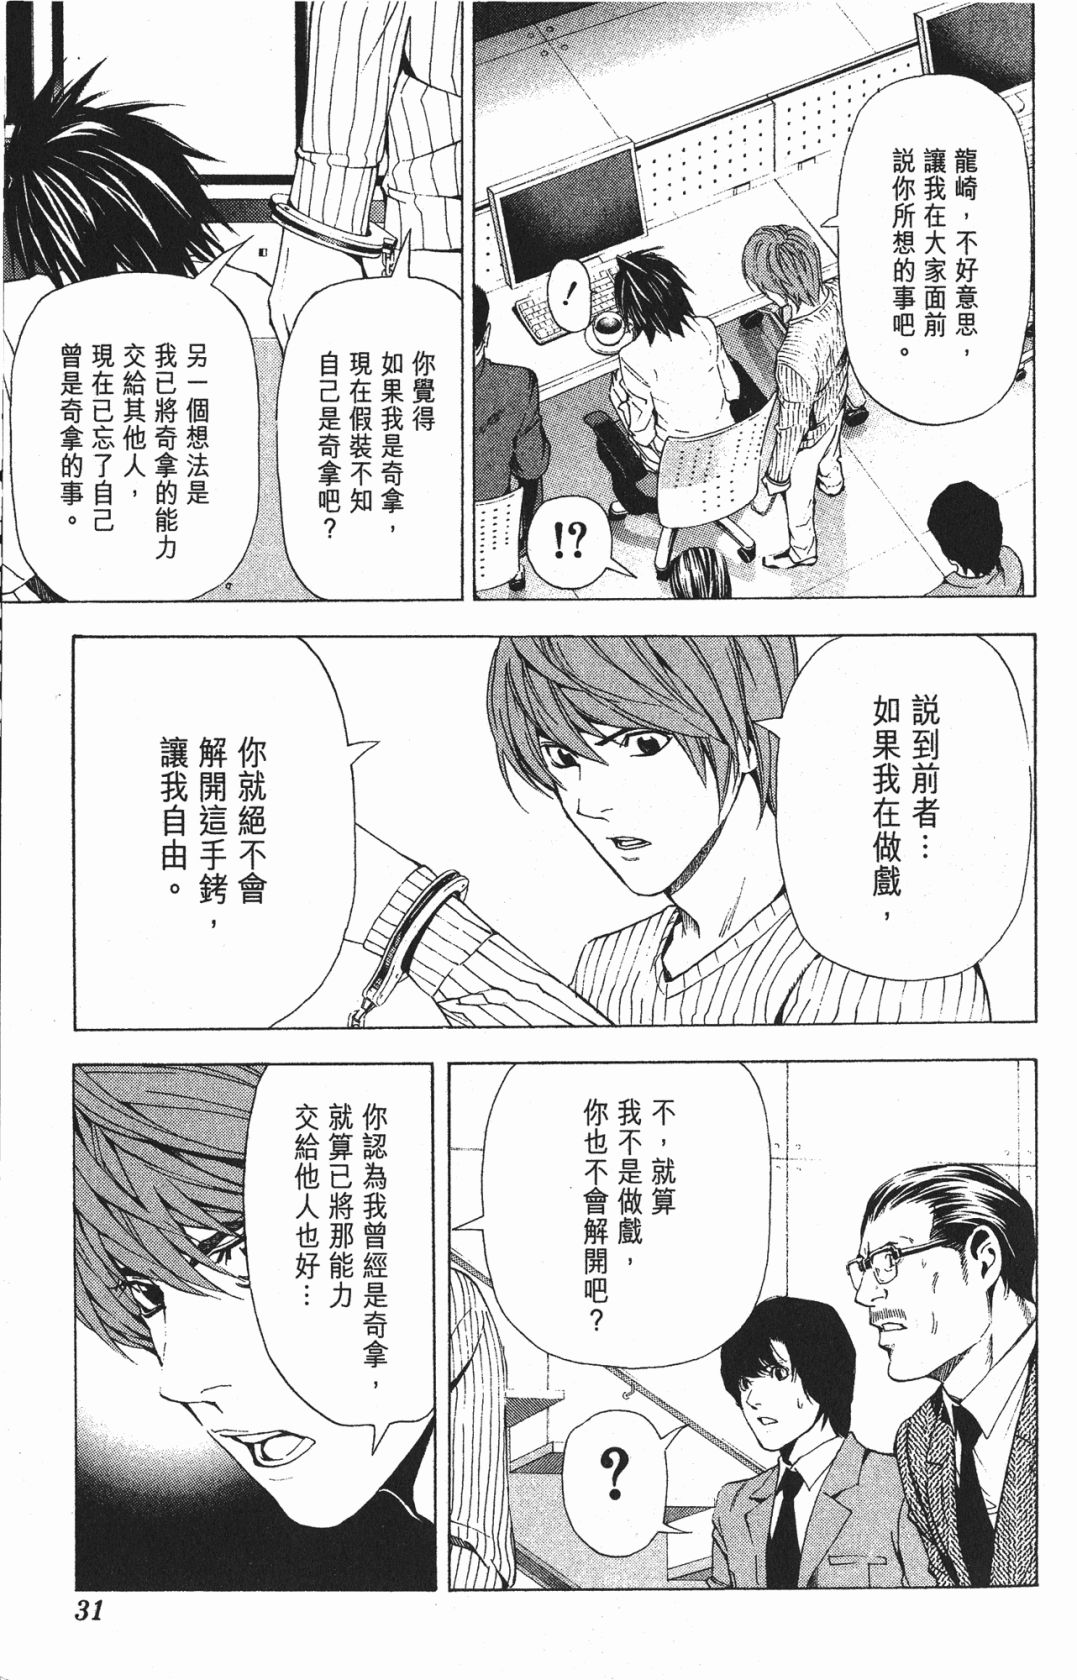 龍崎，不好意思，
讓我在大家面前
說你所想的事吧。
！
!?
你覺得
如果我是奇拿，
現在假裝不知
自己是奇拿吧？
另一個想法是
我已將奇拿的能力
交給其他人，
現在已忘了自己
曾是奇拿的事。
說到前者…
如果我在做戲，
你就絕不會
解開這手銬，
讓我自由。
不，就算
我不是做戲，
你也不會解開吧？
?
你認為我曾經是奇拿，
就算已將那能力
交給他人也好…
31